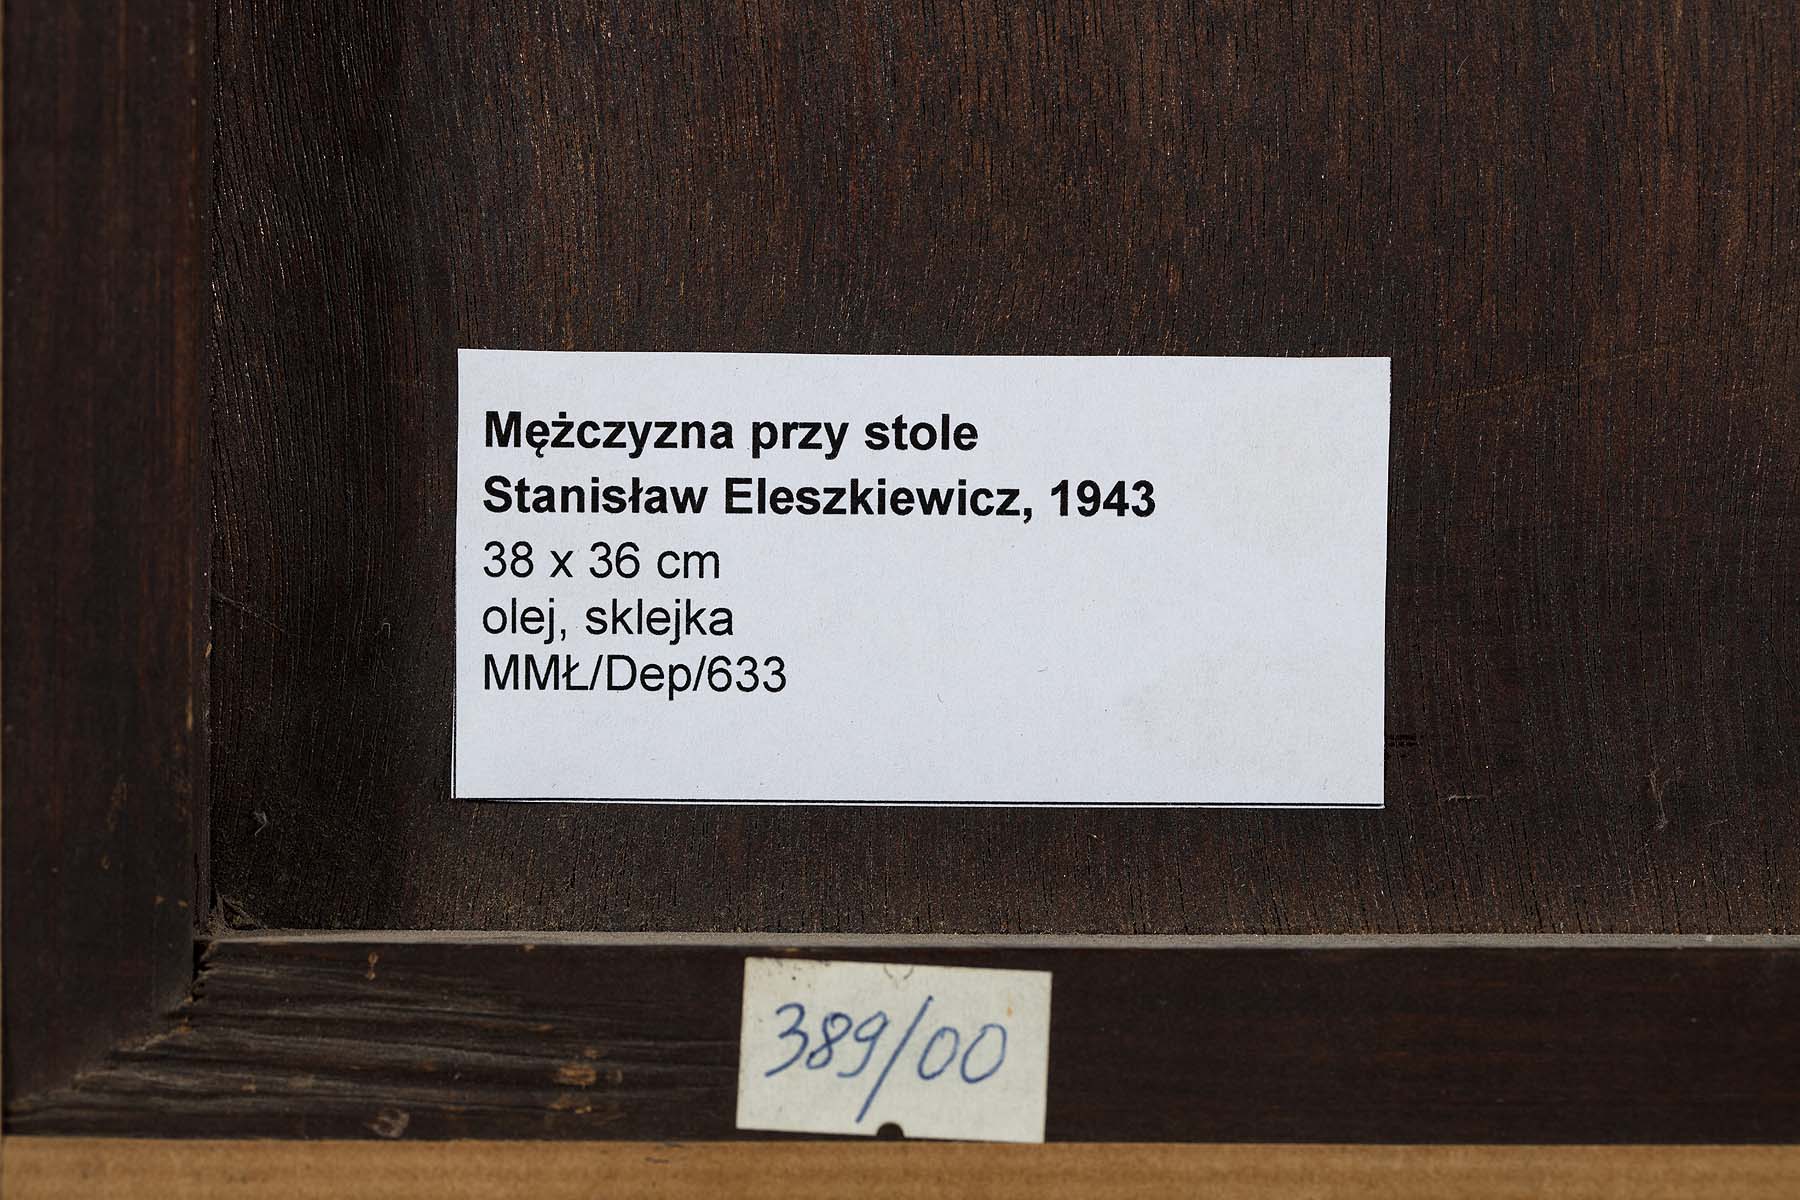 Mężczyzna przy stole
Stanisław Eleszkiewicz, 1943
38 x 36 cm
olej, sklejka
MMŁ/Dep/633
389/00